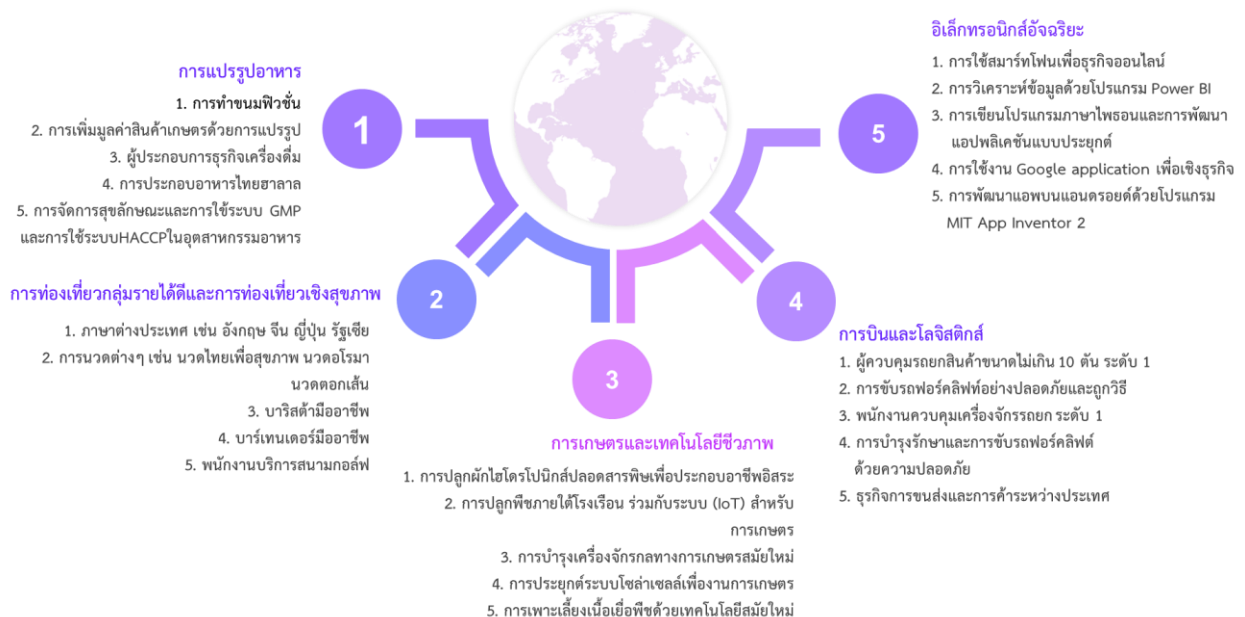 การแปรรูปอาหาร
1. การทำขนมฟิวชั่น
2. การเพิ่มมูลค่าสินค้าเกษตรด้วยการแปรรูป
3. ผู้ประกอบการธุรกิจเครื่องดื่ม
4. การประกอบอาหารไทยฮาลาล
5. การจัดการสุขลักษณะและการใช้ระบบ GMP
และการใช้ระบบHACCPในอุตสาหกรรมอาหาร
1
การท่องเที่ยวกลุ่มรายได้ดีและการท่องเที่ยวเชิงสุขภาพ
1. ภาษาต่างประเทศ เช่น อังกฤษ จีน ญี่ปุ่น รัฐเซีย
2. การนวดต่างๆ เช่น นวดไทยเพื่อสุขภาพ นวดอโรมา
นวดตอกเส้น
3. บาริสต้ามืออาชีพ
4. บาร์เทนเดอร์มืออาชีพ
5. พนักงานบริการสนามกอล์ฟ
2
3
การเกษตรและเทคโนโลยีชีวภาพ
1. การปลูกผักไฮโดรโปนิกส์ปลอดสารพิษเพื่อประกอบอาชีพอิสระ
2. การปลูกพืชภายใต้โรงเรือน ร่วมกับระบบ (IoT) สำหรับ
การเกษตร
3. การบำรุงเครื่องจักรกลทางการเกษตรสมัยใหม่
4. การประยุกต์ระบบโซล่าเซลล์เพื่องานการเกษตร
5. การเพาะเลี้ยงเนื้อเยื่อพืชด้วยเทคโนโลยีสมัยใหม่
4
การบินและโลจิสติกส์
1. ผู้ควบคุมรถยกสินค้าขนาดไม่เกิน 10 ตัน ระดับ 1
2. การขับรถฟอร์คลิฟท์อย่างปลอดภัยและถูกวิธี
3. พนักงานควบคุมเครื่องจักรรถยก ระดับ 1
4. การบำรุงรักษาและการขับรถฟอร์คลิฟต์
ด้วยความปลอดภัย
5. ธุรกิจการขนส่งและการค้าระหว่างประเทศ
5
อิเล็กทรอนิกส์อัจฉริยะ
1. การใช้สมาร์ทโฟนเพื่อธุรกิจออนไลน์
2. การวิเคราะห์ข้อมูลด้วยโปรแกรม Power BI
3. การเขียนโปรแกรมภาษาไพธอนและการพัฒนา
แอปพลิเคชันแบบประยุกต์
4. การใช้งาน Google application เพื่อเชิงธุรกิจ
5. การพัฒนาแอพบนแอนดรอยด์ด้วยโปรแกรม
MIT App Inventor 2